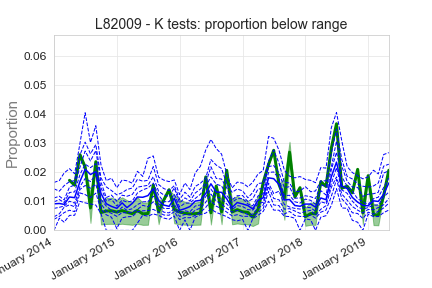 L82009 - K tests: proportion below range
Proportion
0.06
0.05
0.04
0.03
0.02
0.01
0.00
2014
January 2015
January 2016
January 2017
January 2018
January 2019